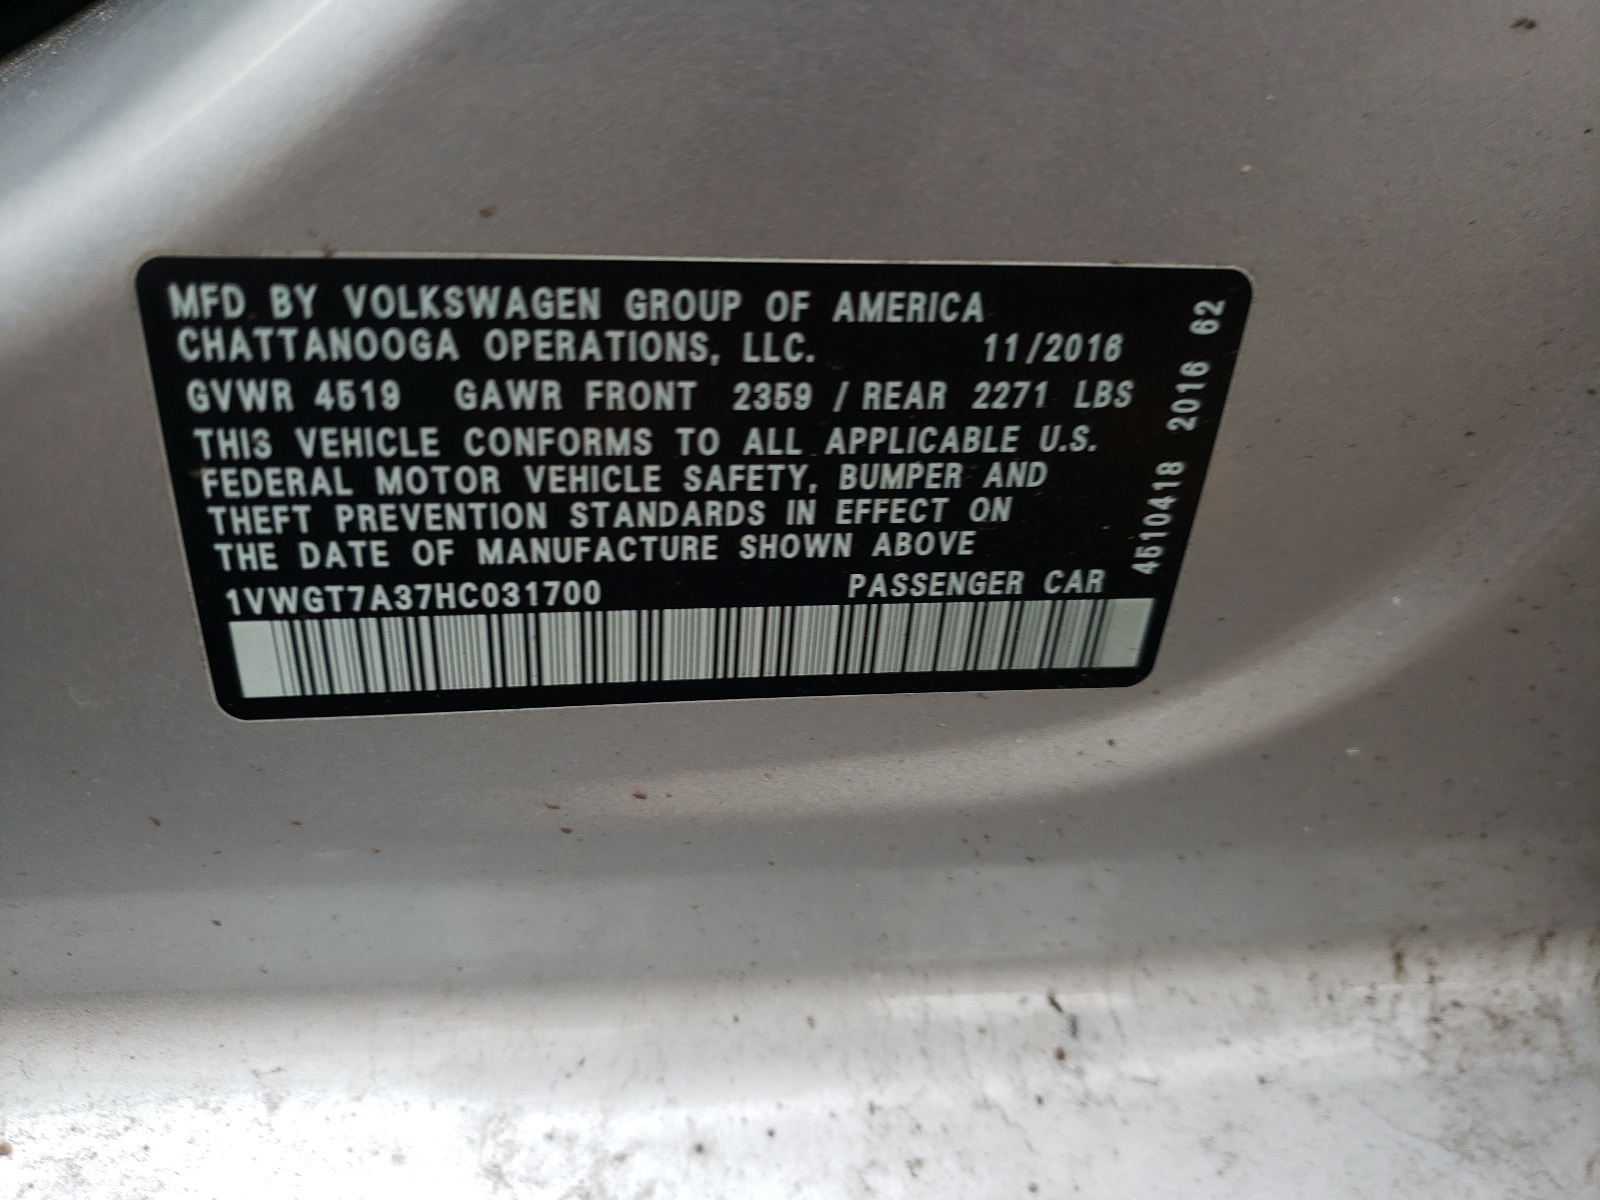 MFD BY VOLKSWAGEN GROUP OF AMERICA
CHATTANOOGA OPERATIONS, LLC. 11/2016
GVWR 4519 GAWR FRONT 2359 / REAR 2271 LBS
THIS VEHICLE CONFORMS TO ALL APPLICABLE U.S.
FEDERAL MOTOR VEHICLE SAFETY, BUMPER AND
THEFT PREVENTION STANDARDS IN EFFECT ON
THE DATE OF MANUFACTURE SHOWN ABOVE
1VWGT7A37HC031700 PASSENGER CAR
4510418 2016 62